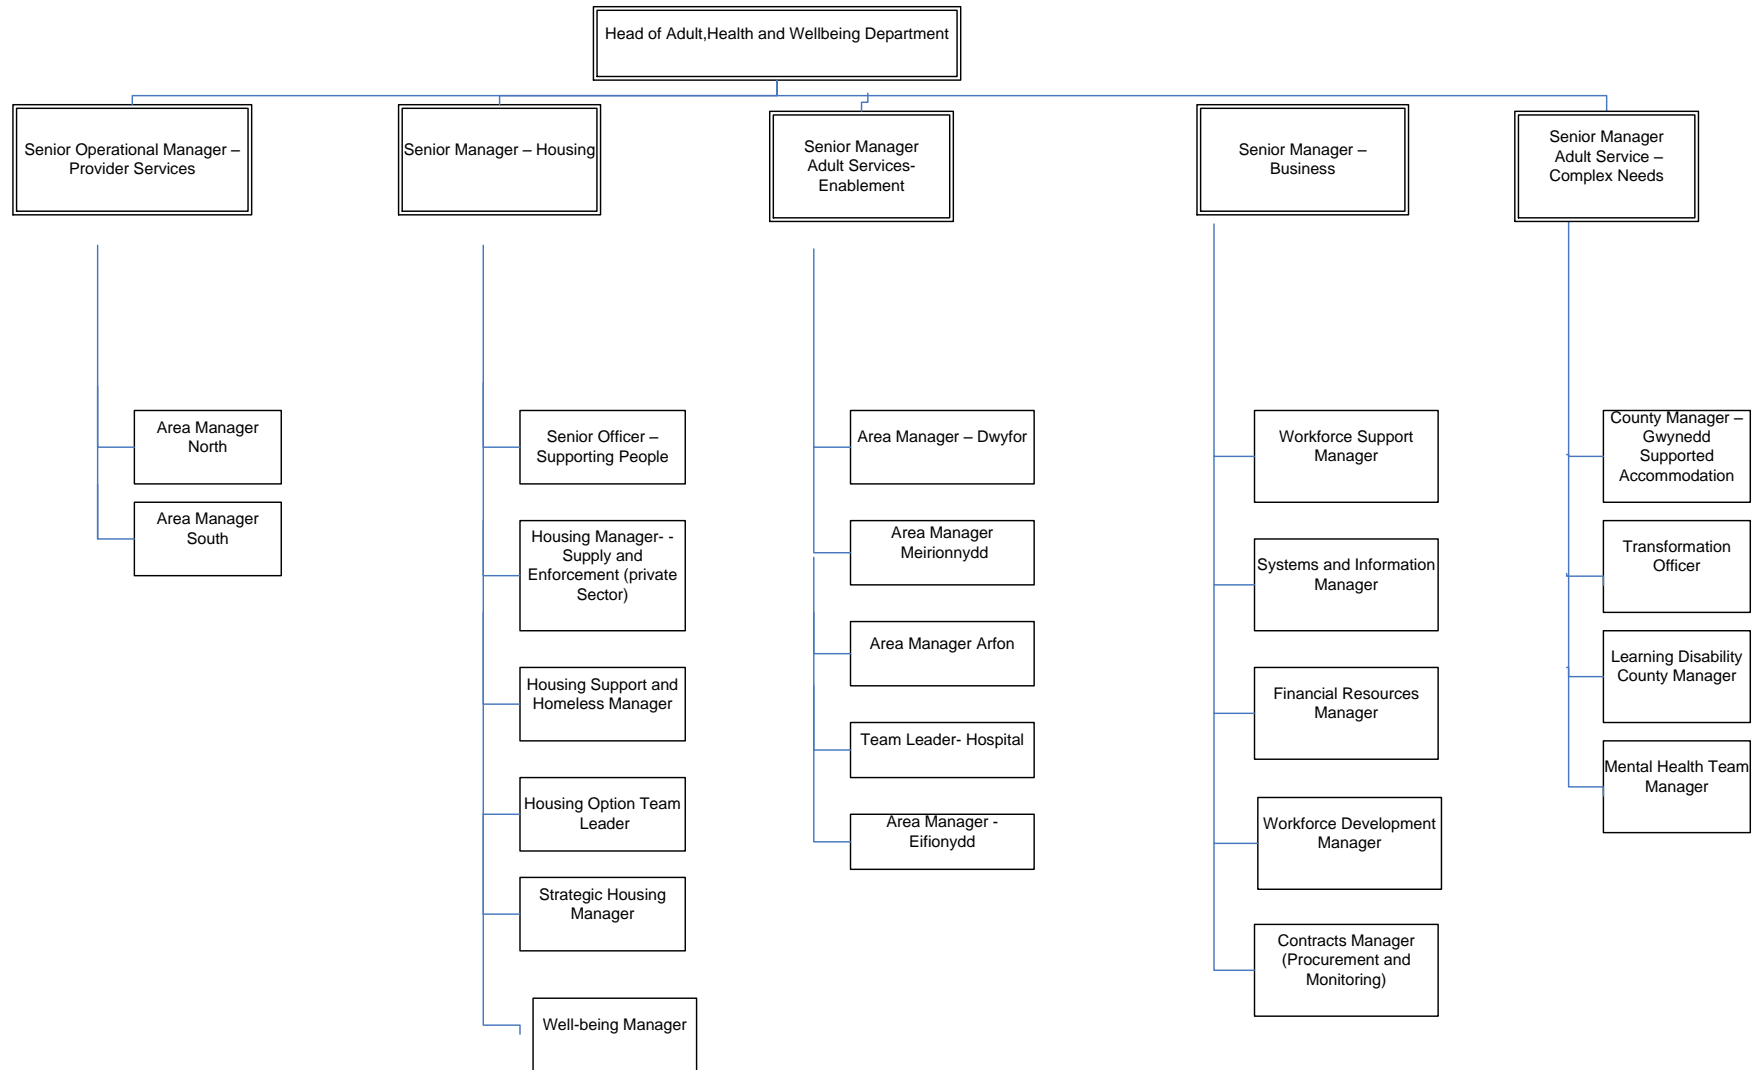 Head of Adult,Health and Wellbeing Department
Senior Operational Manager –
Provider Services
Senior Manager – Housing
Senior Manager
Adult Services-
Enablement
Senior Manager –
Business
Senior Manager
Adult Service –
Complex Needs
Area Manager
North
Area Manager
South
Senior Officer –
Supporting People
Housing Manager- -
Supply and
Enforcement (private
Sector)
Housing Support and
Homeless Manager
Housing Option Team
Leader
Strategic Housing
Manager
Well-being Manager
Area Manager – Dwyfor
Area Manager
Meirionnydd
Area Manager Arfon
Team Leader- Hospital
Area Manager -
Eifionydd
Workforce Support
Manager
Systems and Information
Manager
Financial Resources
Manager
Workforce Development
Manager
Contracts Manager
(Procurement and
Monitoring)
County Manager –
Gwynedd
Supported
Accommodation
Transformation
Officer
Learning Disability
County Manager
Mental Health Team
Manager